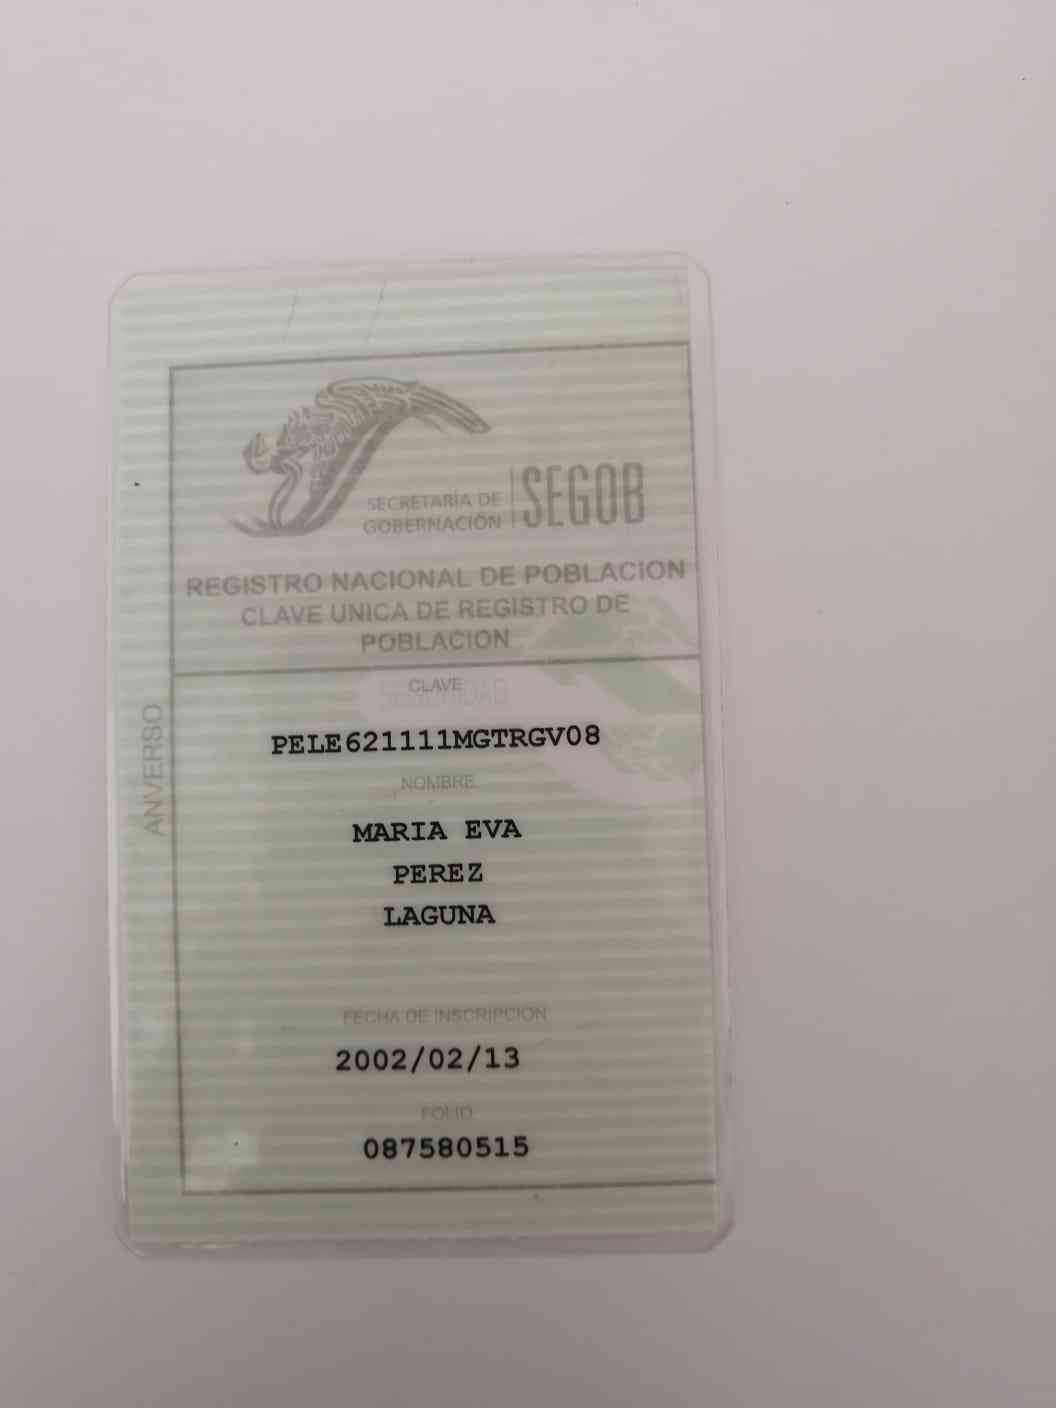 SECRETARÍA DE
GOBERNACIÓN
SEGOB
REGISTRO NACIONAL DE POBLACION
CLAVE UNICA DE REGISTRO DE
POBLACION
CLAVE
PELE621111MGTRGV08
NOMBRE
MARIA EVA
PEREZ
LAGUNA
FECHA DE INSCRIPCION
2002/02/13
FOLIO
087580515
ANVERSO